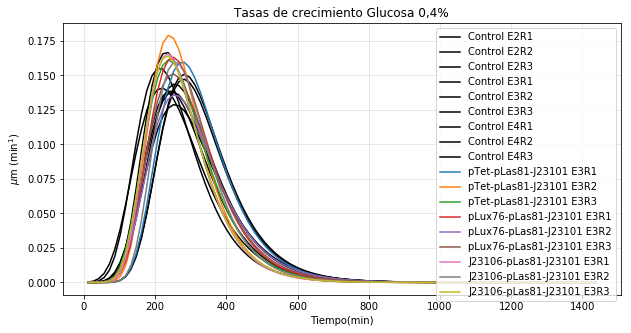 Tasas de crecimiento Glucosa 0,4%
μm (min⁻¹)
0.175
0.150
0.125
0.100
0.075
0.050
0.025
0.000
Control E2R1
Control E2R2
Control E2R3
Control E3R1
Control E3R2
Control E3R3
Control E4R1
Control E4R2
Control E4R3
pTet-pLas81-J23101 E3R1
pTet-pLas81-J23101 E3R2
pTet-pLas81-J23101 E3R3
pLux76-pLas81-J23101 E3R1
pLux76-pLas81-J23101 E3R2
pLux76-pLas81-J23101 E3R3
J23106-pLas81-J23101 E3R1
J23106-pLas81-J23101 E3R2
J23106-pLas81-J23101 E3R3
0 200 400 600 800 1000 1200 1400
Tiempo(min)